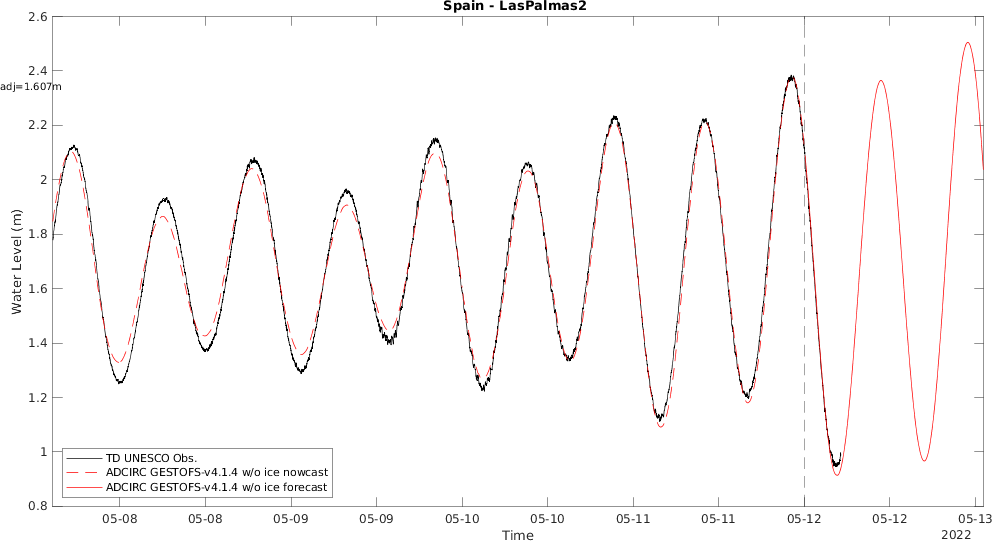 Spain - LasPalmas2
2.6
2.4
adj=1.607m
2.2
2
1.8
1.6
1.4
1.2
1
0.8
Water Level (m)
TD UNESCO Obs.
ADCIRC GESTOFS-v4.1.4 w/o ice nowcast
ADCIRC GESTOFS-v4.1.4 w/o ice forecast
05-08 05-08 05-09 05-09 05-10 05-10 05-11 05-11 05-12 05-12 05-13
Time
2022